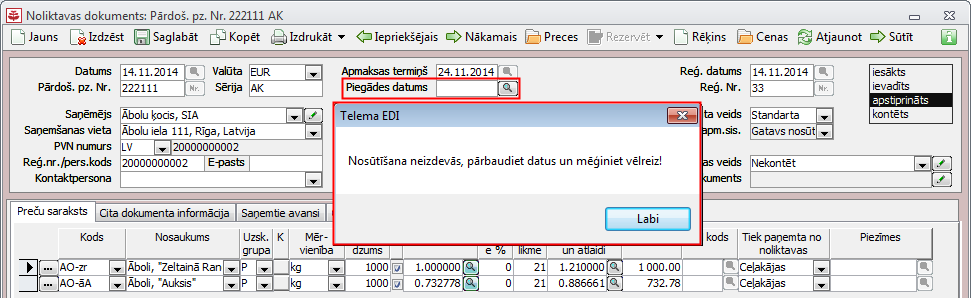 Noliktavas dokuments: Pārdoš. pz. Nr. 222111 AK
Jauns Izdzēst Saglabāt Kopēt Izdrukāt Iepriekšējais Nākamais Preces Rezervēt Rēķins Cenas Atjaunot Sūtīt
Datums 14.11.2014 Valūta EUR Apmaksas termiņš 24.11.2014 Reģ. datums 14.11.2014 iesākts
Pārdoš. pz. Nr. 222111 Nr. Sērija AK Piegādes datums Reģ. Nr. 33 Nr. ievadīts
apstiprināts
kontēts
Saņēmējs Ābolu ķocis, SIA Telema EDI ta veids Standarta
Saņemšanas vieta Ābolu iela 111, Rīga, Latvija apm.sis. Gatavs nosūt
PVN numurs LV 20000000002
Reģ.nr./pers.kods 20000000002 E-pasts Nosūtīšana neizdevās, pārbaudiet datus un mēģiniet vēlreiz! as veids Nekontēt
Kontaktpersona okuments
Labi
Preču saraksts Cita dokumenta informācija Saņemtie avansi
Kods Nosaukums Uzsk. grupa K Mēr-vienība dzums e % likme un atlaidi kods Tiek paņemta no noliktavas Piezīmes
AO-zr Āboli, "Zeltainā Ran P kg 1000 1.000000 0 21 1.210000 1 000.00 Ceļakājas
AO-āA Āboli, "Auksis" P kg 1000 0.732778 0 21 0.886661 732.78 Ceļakājas